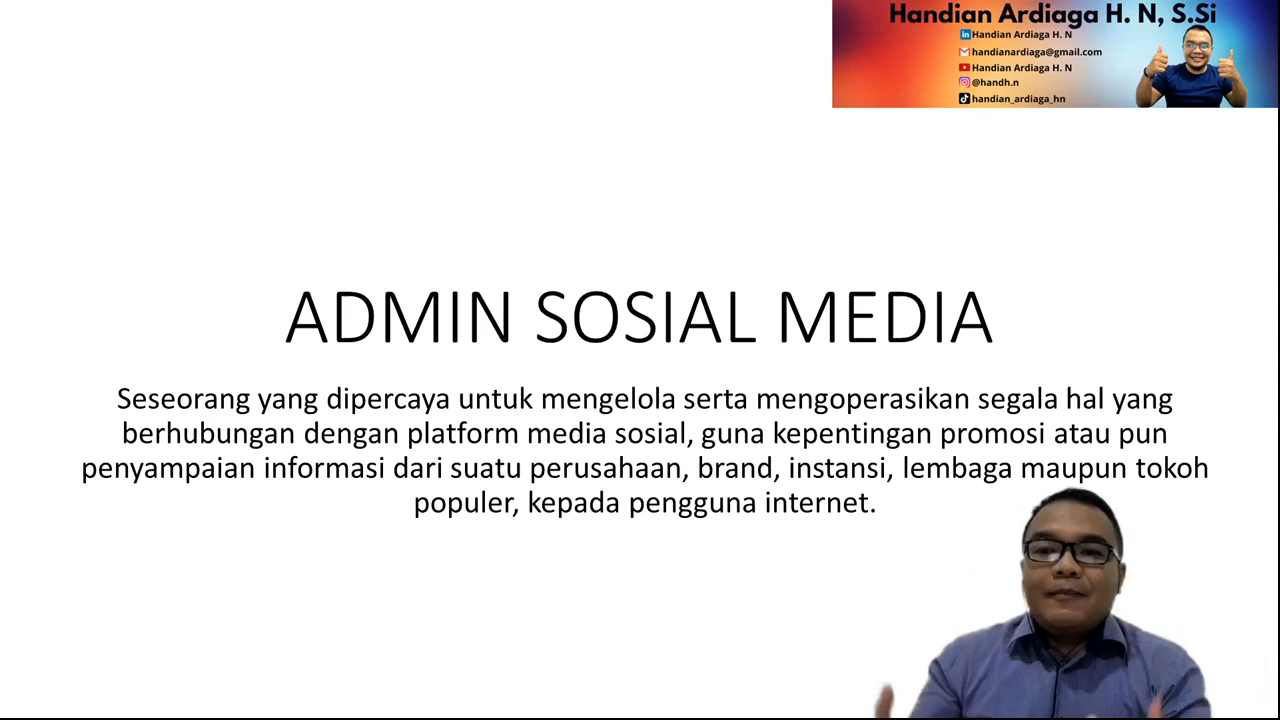 Handian Ardiaga H. N, S.Si
Handian Ardiaga H. N
handianardiaga@gmail.com
Handian Ardiaga H. N
@handh.n
handian_ardiaga_hn
ADMIN SOSIAL MEDIA
Seseorang yang dipercaya untuk mengelola serta mengoperasikan segala hal yang
berhubungan dengan platform media sosial, guna kepentingan promosi atau pun
penyampaian informasi dari suatu perusahaan, brand, instansi, lembaga maupun tokoh
populer, kepada pengguna internet.